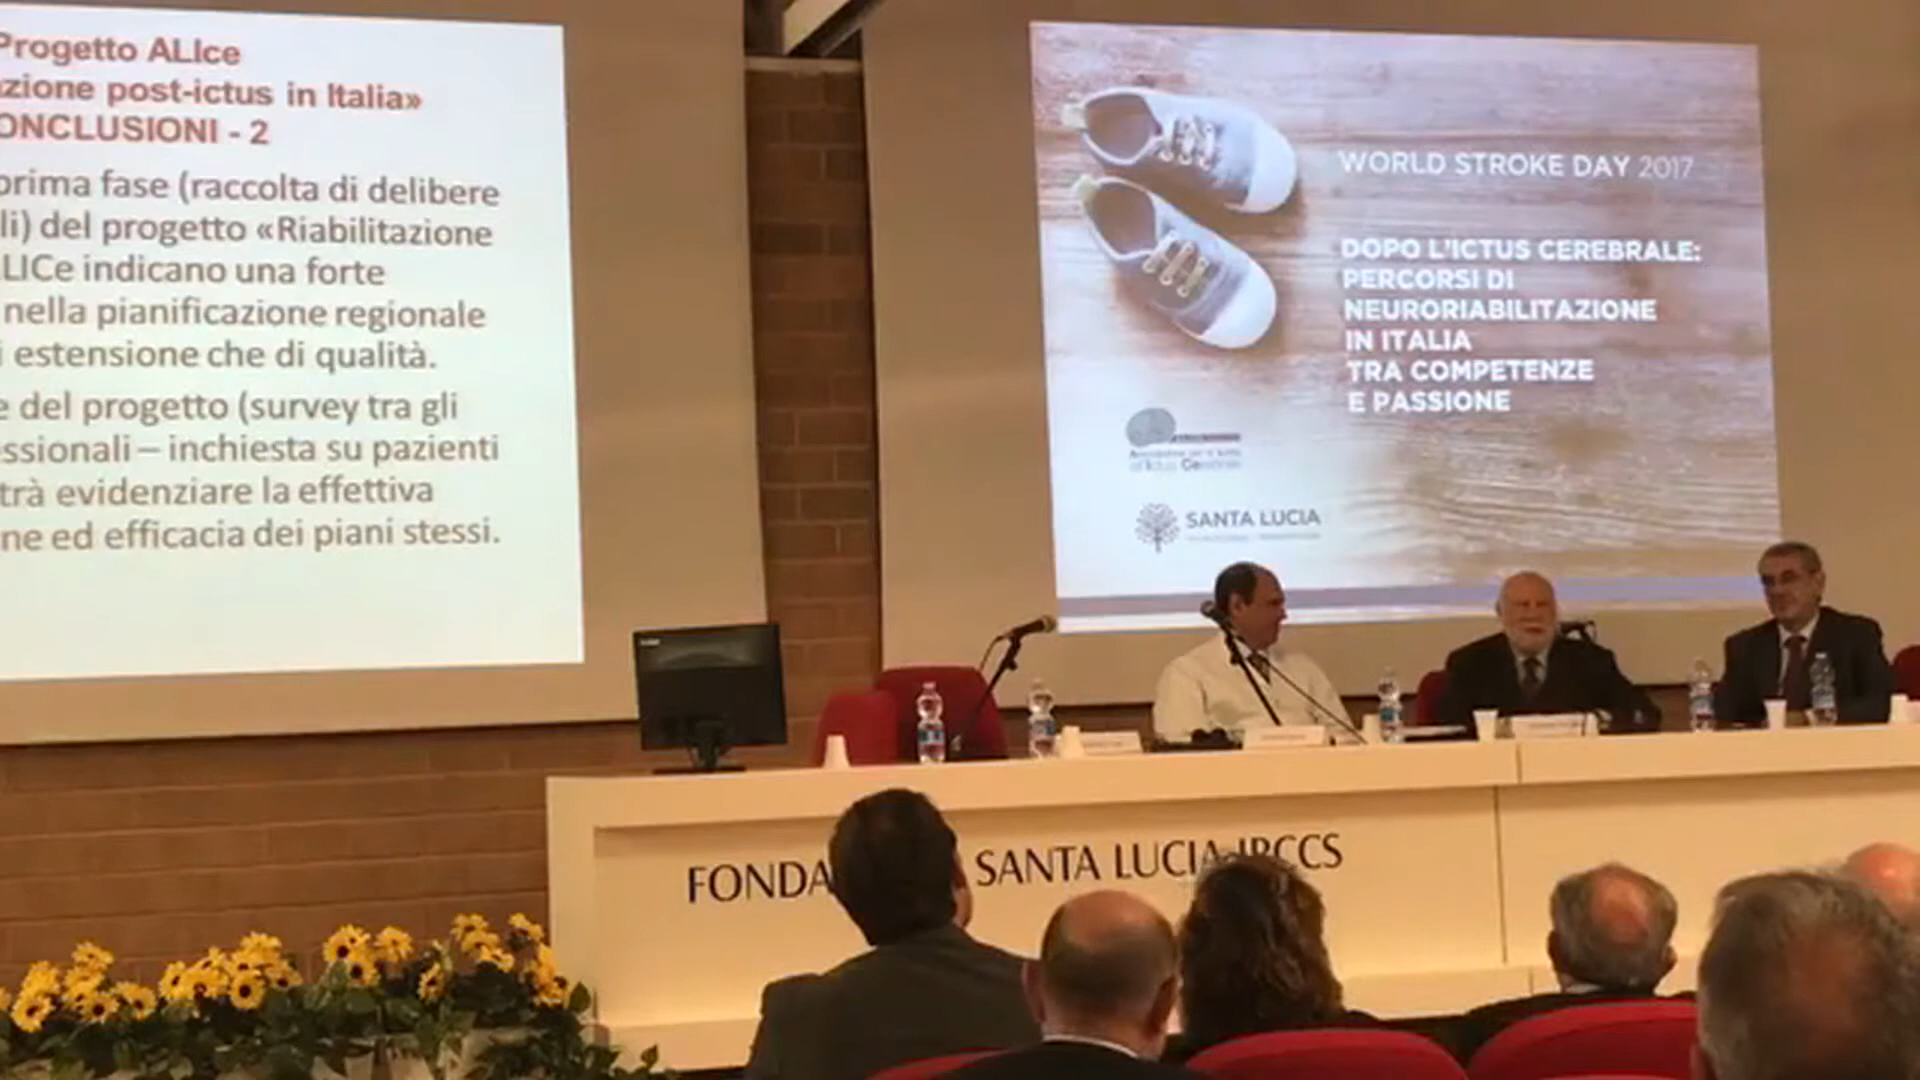 Progetto ALIce
zione post-ictus in Italia»
ONCLUSIONI - 2
prima fase (raccolta di delibere
li) del progetto «Riabilitazione
LICe indicano una forte
nella pianificazione regionale
i estensione che di qualità.
e del progetto (survey tra gli
ssionali – inchiesta su pazienti
trà evidenziare la effettiva
ne ed efficacia dei piani stessi.
WORLD STROKE DAY 2017
DOPO L'ICTUS CEREBRALE:
PERCORSI DI
NEURORIABILITAZIONE
IN ITALIA
TRA COMPETENZE
E PASSIONE
SANTA LUCIA
FONDA SANTA LUCIA IRCCS